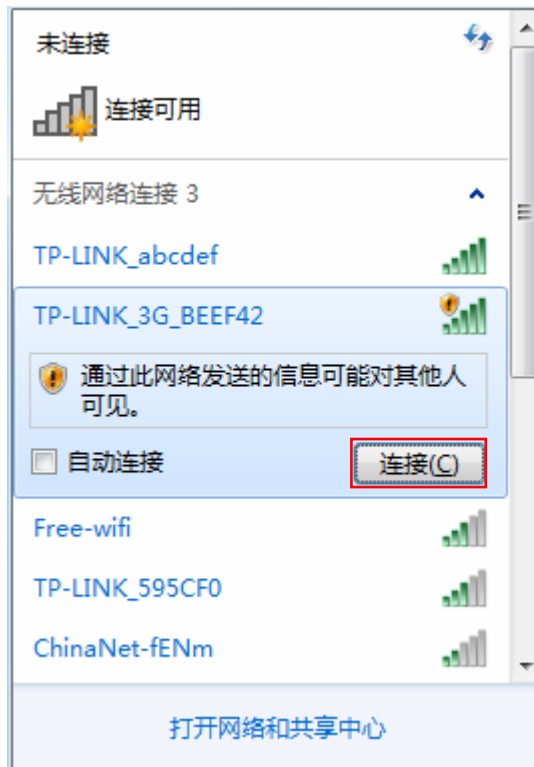 未连接
连接可用
无线网络连接 3
TP-LINK_abcdef
TP-LINK_3G_BEEF42
通过此网络发送的信息可能对其他人
可见。
自动连接
连接(C)
Free-wifi
TP-LINK_595CF0
ChinaNet-fENm
打开网络和共享中心